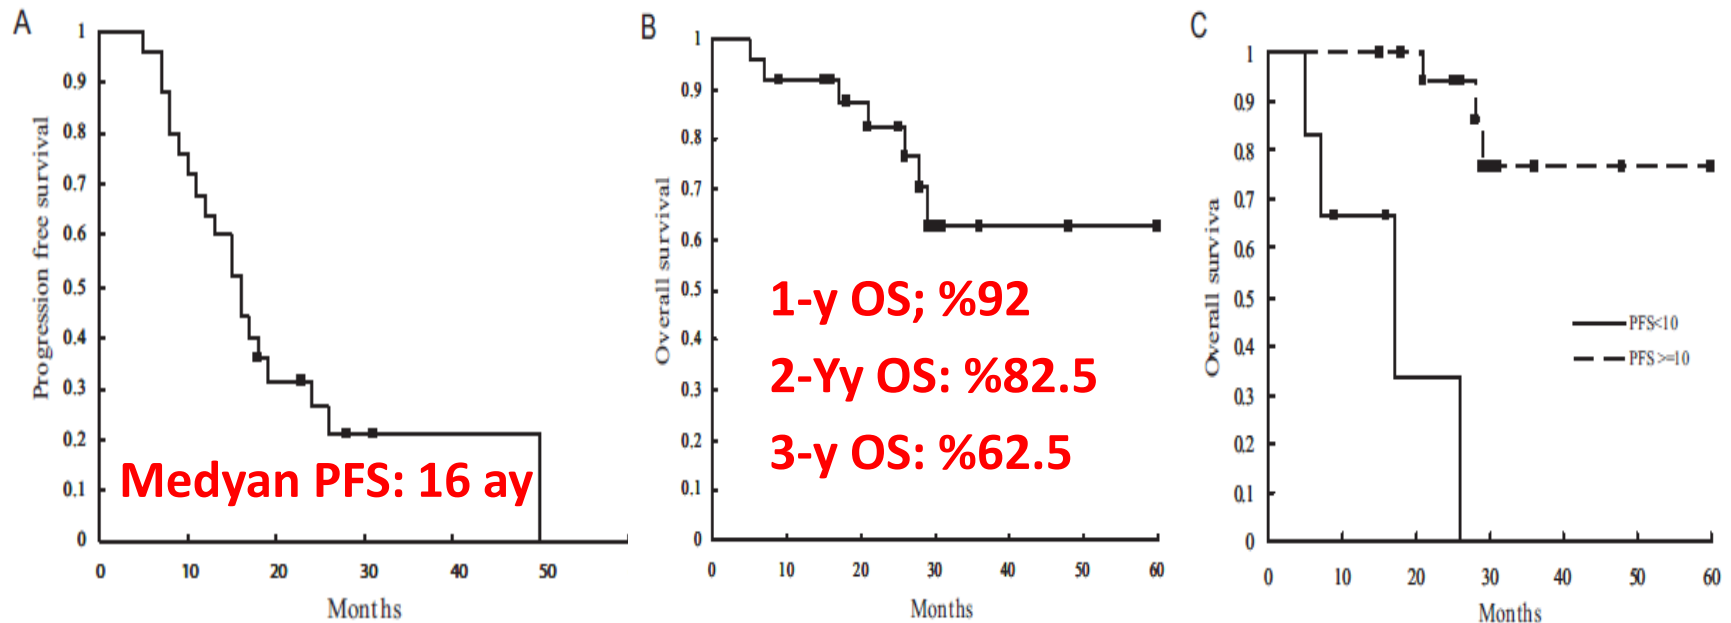 A
Progression free survival
1
0.9
0.8
0.7
0.6
0.5
0.4
0.3
0.2
0.1
0
Medyan PFS: 16 ay
0 10 20 30 40 50
Months
B
Overall survival
1
0.9
0.8
0.7
0.6
0.5
0.4
0.3
0.2
0.1
0
1-y OS; %92
2-Yy OS: %82.5
3-y OS: %62.5
0 10 20 30 40 50 60
Months
C
Overall surviva
1
0.9
0.8
0.7
0.6
0.5
0.4
0.3
0.2
0.1
0
PFS<10
PFS >=10
0 10 20 30 40 50 60
Months